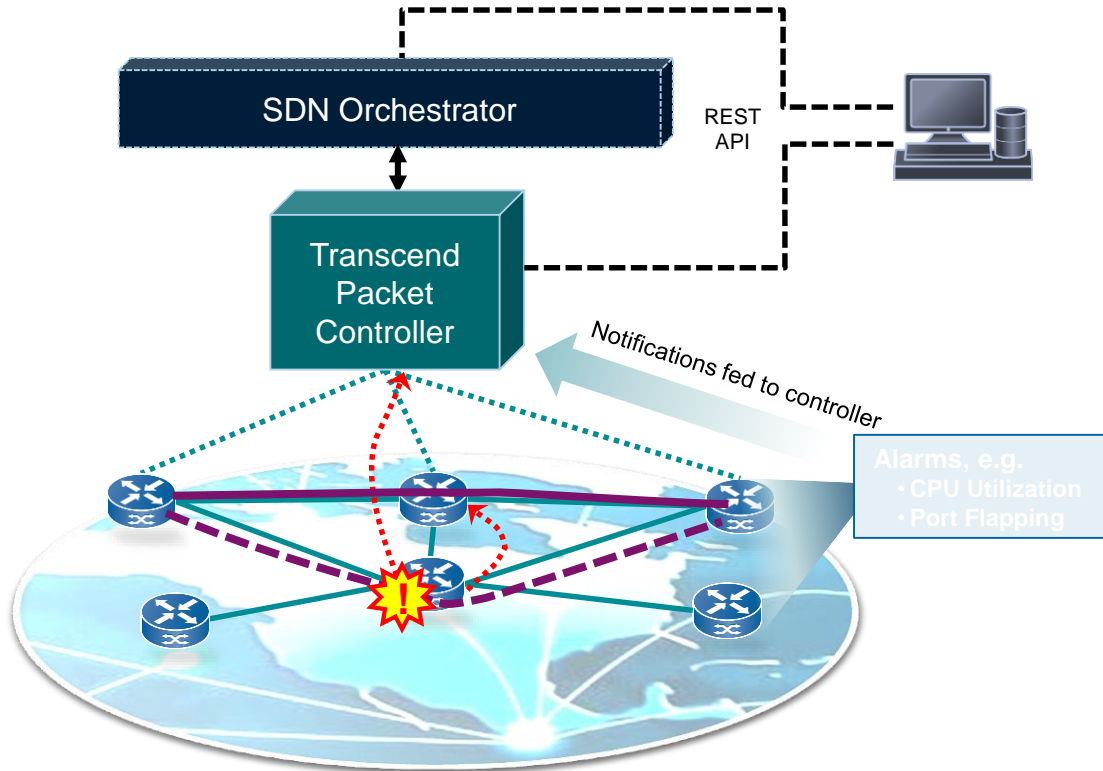 SDN Orchestrator
REST
API
Transcend
Packet
Controller
Notifications fed to controller
Alarms, e.g.
• CPU Utilization
• Port Flapping
!